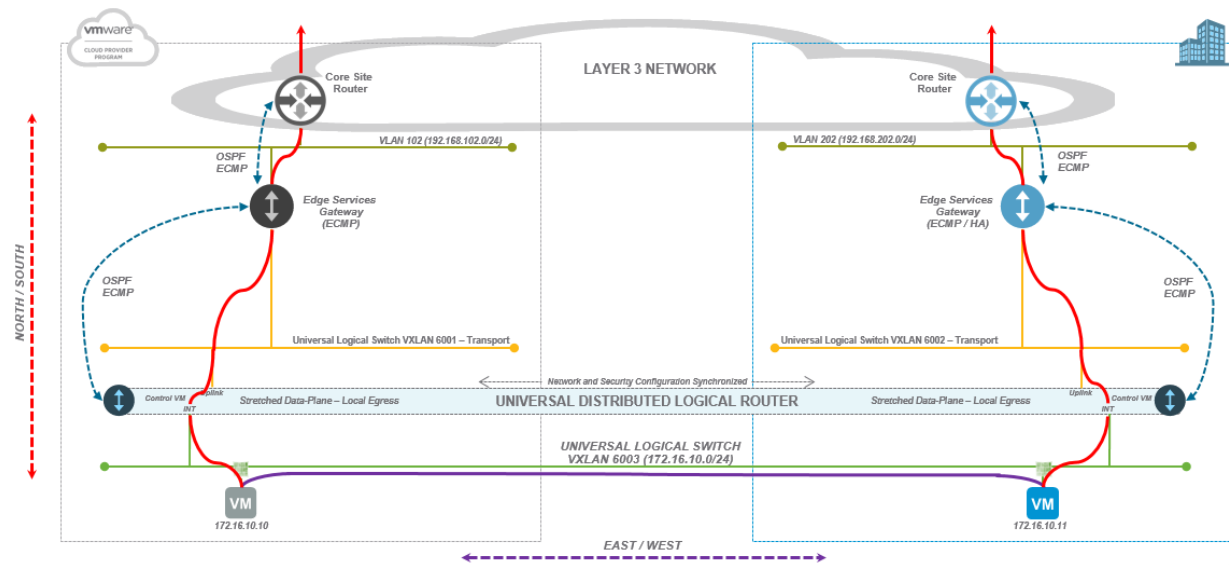 vmware
CLOUD PROVIDER
PROGRAM
LAYER 3 NETWORK
Core Site
Router
Core Site
Router
VLAN 102 (192.168.102.0/24)
VLAN 202 (192.168.202.0/24)
OSPF
ECMP
OSPF
ECMP
Edge Services
Gateway
(ECMP)
Edge Services
Gateway
(ECMP / HA)
OSPF
ECMP
OSPF
ECMP
NORTH / SOUTH
Universal Logical Switch VXLAN 6001 – Transport
Universal Logical Switch VXLAN 6002 – Transport
Network and Security Configuration Synchronized
Uplink
Uplink
Control VM
Stretched Data-Plane – Local Egress
UNIVERSAL DISTRIBUTED LOGICAL ROUTER
Stretched Data-Plane – Local Egress
Control VM
INT
INT
UNIVERSAL LOGICAL SWITCH
VXLAN 6003 (172.16.10.0/24)
VM
VM
172.16.10.10
172.16.10.11
EAST / WEST